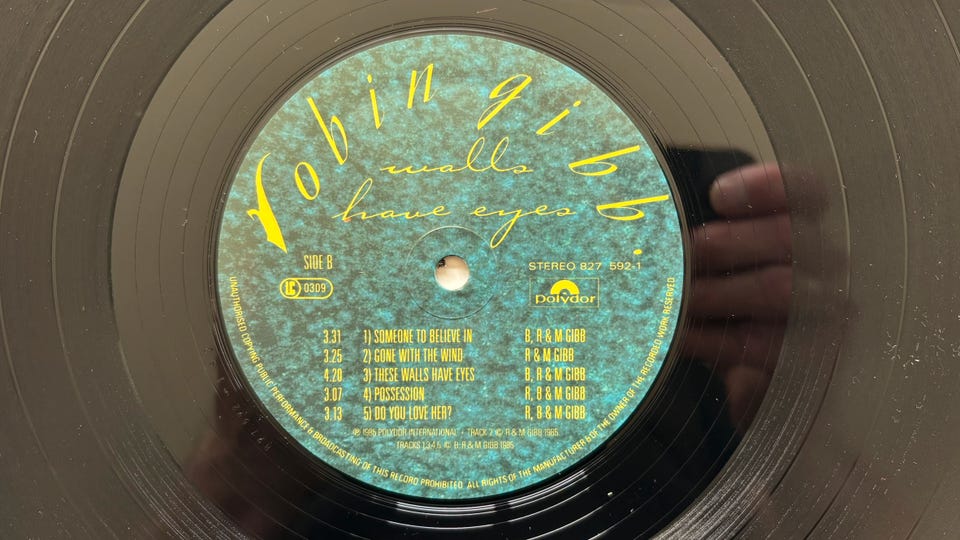 robin gibb.
walls
have eyes
SIDE B
LC 0309
STEREO 827 592-1
polydor
3.31 1) SOMEONE TO BELIEVE IN B, R & M GIBB
3.25 2) GONE WITH THE WIND R & M GIBB
4.20 3) THESE WALLS HAVE EYES B, R & M GIBB
3.07 4) POSSESSION R, B & M GIBB
3.13 5) DO YOU LOVE HER? R, B & M GIBB
℗ 1985 POLYDOR INTERNATIONAL • TRACK 2 © R & M GIBB 1985
TRACKS 1,3,4,5 © B, R & M GIBB 1985
UNAUTHORISED COPYING PUBLIC PERFORMANCE & BROADCASTING OF THIS RECORD PROHIBITED. ALL RIGHTS OF THE MANUFACTURER & OF THE OWNER OF THE RECORDED WORK RESERVED